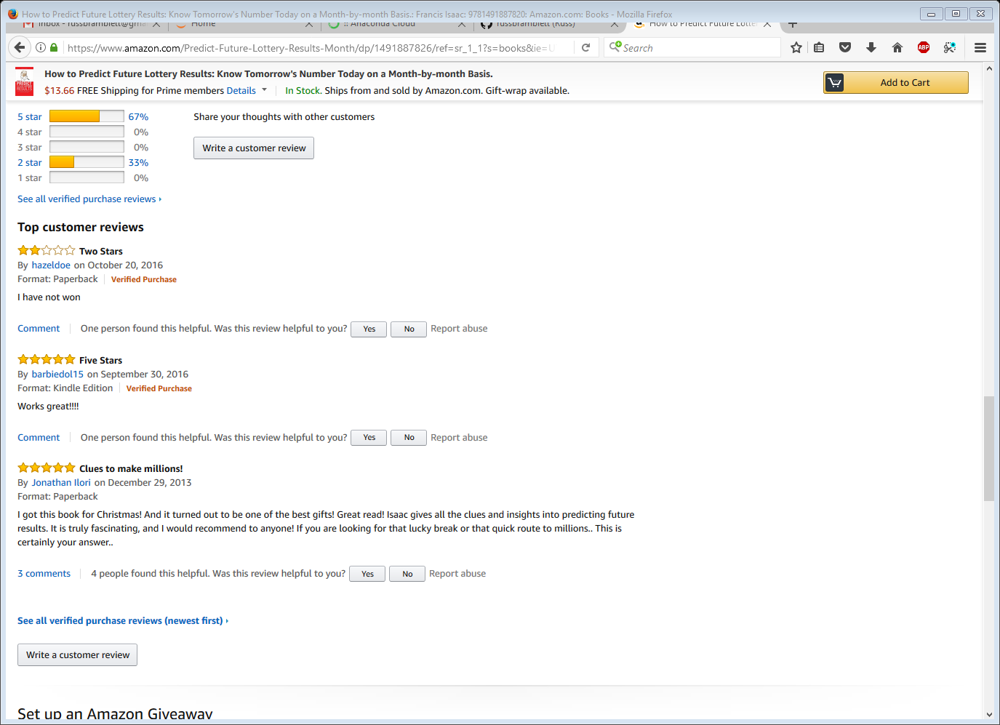 How to Predict Future Lottery Results: Know Tomorrow's Number Today on a Month-by-month Basis.: Francis Isaac: 9781491887820: Amazon.com: Books - Mozilla Firefox
Inbox - russbramblett@gma
Home
:: Anaconda Cloud
russbramblett (Russ)
How to Predict Future Lotter
https://www.amazon.com/Predict-Future-Lottery-Results-Month/dp/1491887826/ref=sr_1_1?s=books&ie=U
Search
ABP
How to Predict Future Lottery Results: Know Tomorrow's Number Today on a Month-by-month Basis.
$13.66 FREE Shipping for Prime members Details
In Stock. Ships from and sold by Amazon.com. Gift-wrap available.
Add to Cart
PREDICT
RESULTS
5 star 67%
4 star 0%
3 star 0%
2 star 33%
1 star 0%
Share your thoughts with other customers
Write a customer review
See all verified purchase reviews ›
Top customer reviews
Two Stars
By hazeldoe on October 20, 2016
Format: Paperback | Verified Purchase
I have not won
Comment | One person found this helpful. Was this review helpful to you? Yes No Report abuse
Five Stars
By barbiedol15 on September 30, 2016
Format: Kindle Edition | Verified Purchase
Works great!!!!
Comment | One person found this helpful. Was this review helpful to you? Yes No Report abuse
Clues to make millions!
By Jonathan Ilori on December 29, 2013
Format: Paperback
I got this book for Christmas! And it turned out to be one of the best gifts! Great read! Isaac gives all the clues and insights into predicting future
results. It is truly fascinating, and I would recommend to anyone! If you are looking for that lucky break or that quick route to millions.. This is
certainly your answer..
3 comments | 4 people found this helpful. Was this review helpful to you? Yes No Report abuse
See all verified purchase reviews (newest first) ›
Write a customer review
Set up an Amazon Giveaway